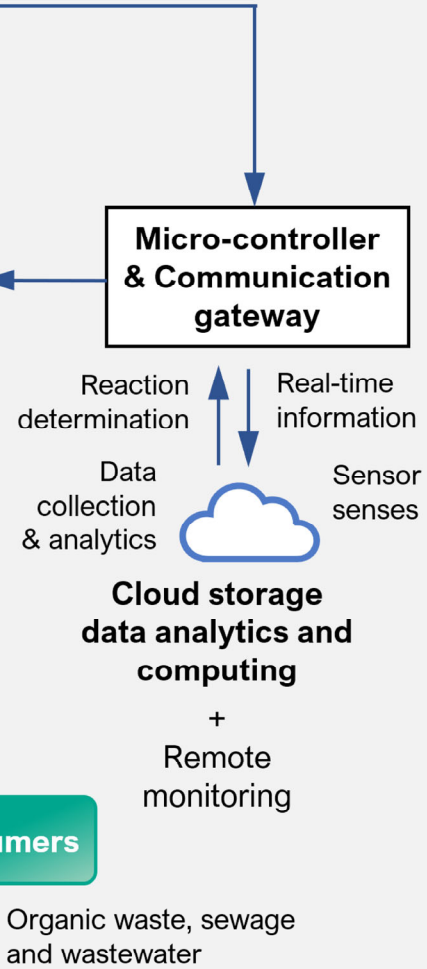 Micro-controller
& Communication
gateway
Reaction
determination
Real-time
information
Data
collection
& analytics
Sensor
senses
Cloud storage
data analytics and
computing
+
Remote
monitoring
umers
Organic waste, sewage
and wastewater